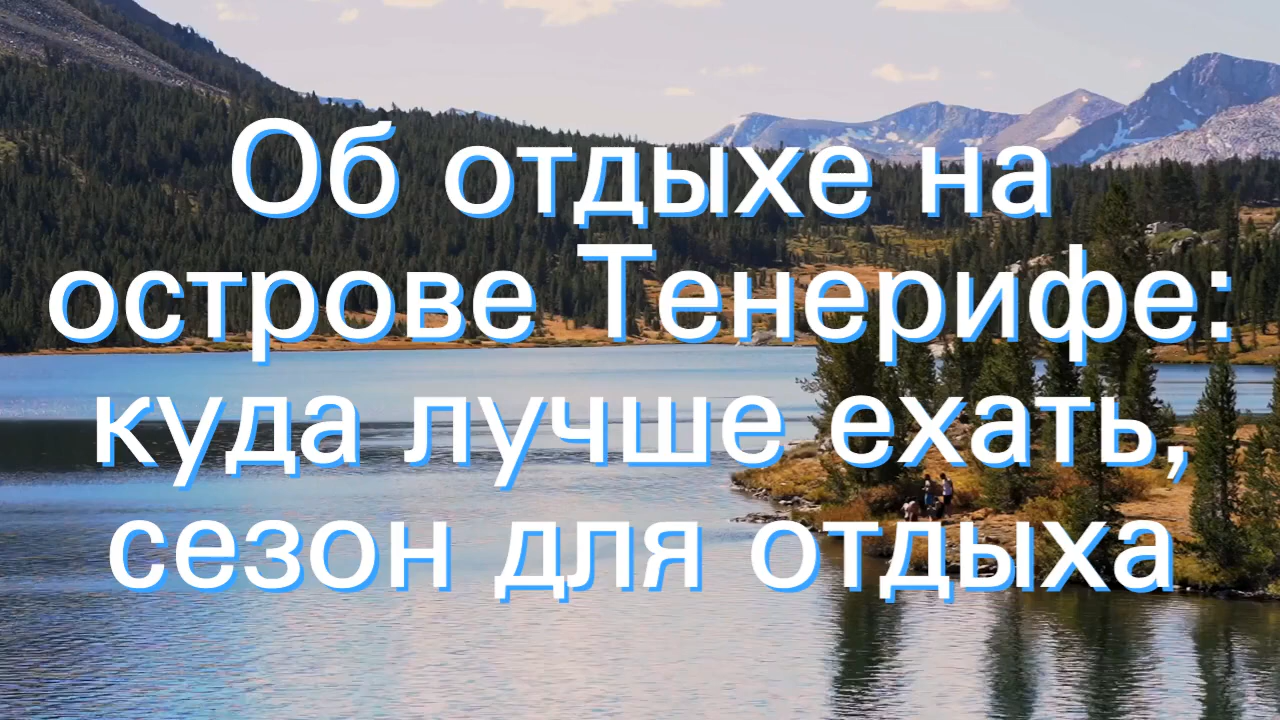 Об отдыхе на
острове Тенерифе:
куда лучше ехать,
сезон для отдыха